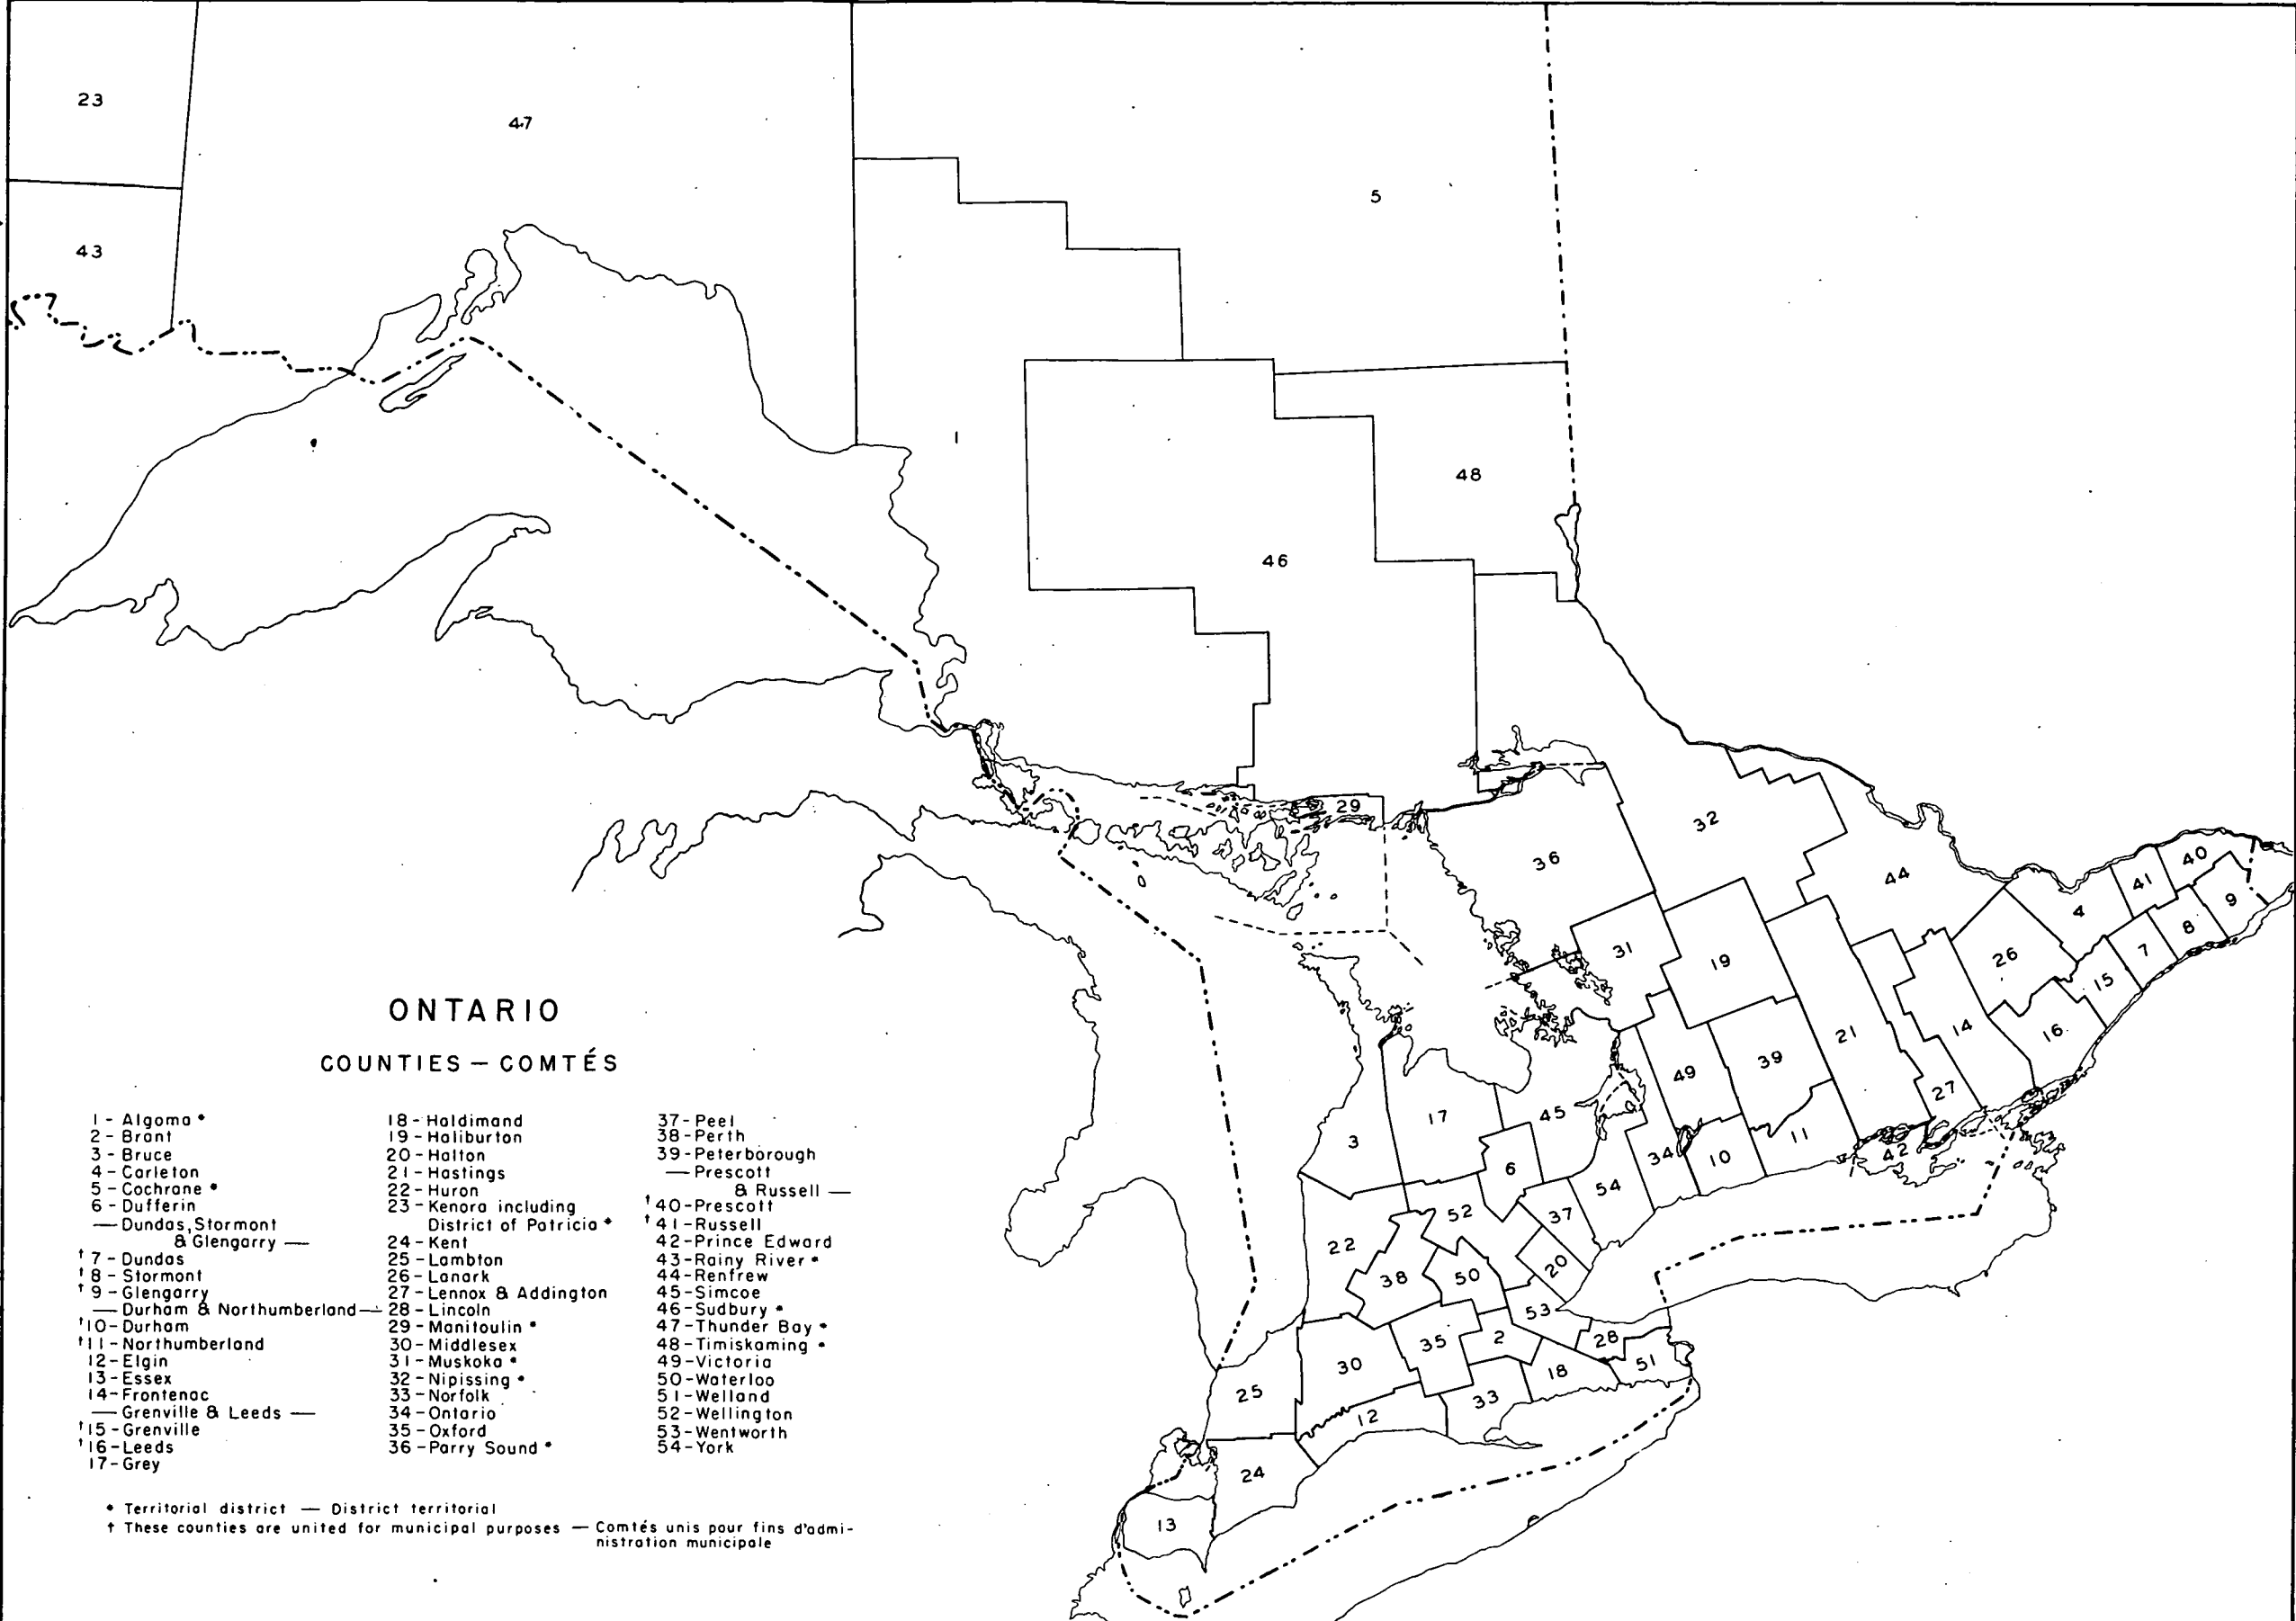 ONTARIO
COUNTIES — COMTÉS
1 - Algoma *
2 - Brant
3 - Bruce
4 - Carleton
5 - Cochrane *
6 - Dufferin
— Dundas, Stormont
& Glengarry —
† 7 - Dundas
† 8 - Stormont
† 9 - Glengarry
— Durham & Northumberland —
† 10 - Durham
† 11 - Northumberland
12 - Elgin
13 - Essex
14 - Frontenac
— Grenville & Leeds —
† 15 - Grenville
† 16 - Leeds
17 - Grey
18 - Haldimand
19 - Haliburton
20 - Halton
21 - Hastings
22 - Huron
23 - Kenora including
District of Patricia *
24 - Kent
25 - Lambton
26 - Lanark
27 - Lennox & Addington
28 - Lincoln
29 - Manitoulin *
30 - Middlesex
31 - Muskoka *
32 - Nipissing *
33 - Norfolk
34 - Ontario
35 - Oxford
36 - Parry Sound *
37 - Peel
38 - Perth
39 - Peterborough
— Prescott
& Russell —
† 40 - Prescott
† 41 - Russell
42 - Prince Edward
43 - Rainy River *
44 - Renfrew
45 - Simcoe
46 - Sudbury *
47 - Thunder Bay *
48 - Timiskaming *
49 - Victoria
50 - Waterloo
51 - Welland
52 - Wellington
53 - Wentworth
54 - York
* Territorial district — District territorial
† These counties are united for municipal purposes — Comtés unis pour fins d'admi-
nistration municipale
23
47
5
43
1
48
46
29
32
36
40
41
44
9
4
8
31
7
19
26
15
14
21
16
39
49
27
17
45
11
3
42
34
10
6
54
52
37
22
20
38
50
53
2
28
35
30
51
18
25
33
12
24
13